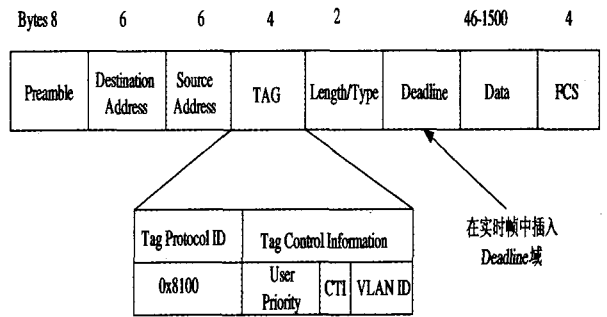 Bytes 8 6 6 4 2 46-1500 4
Preamble Destination Address Source Address TAG Length/Type Deadline Data FCS
在实时帧中插入
Deadline域
Tag Protocol ID Tag Control Information
0x8100 User Priority CTI VLAN ID